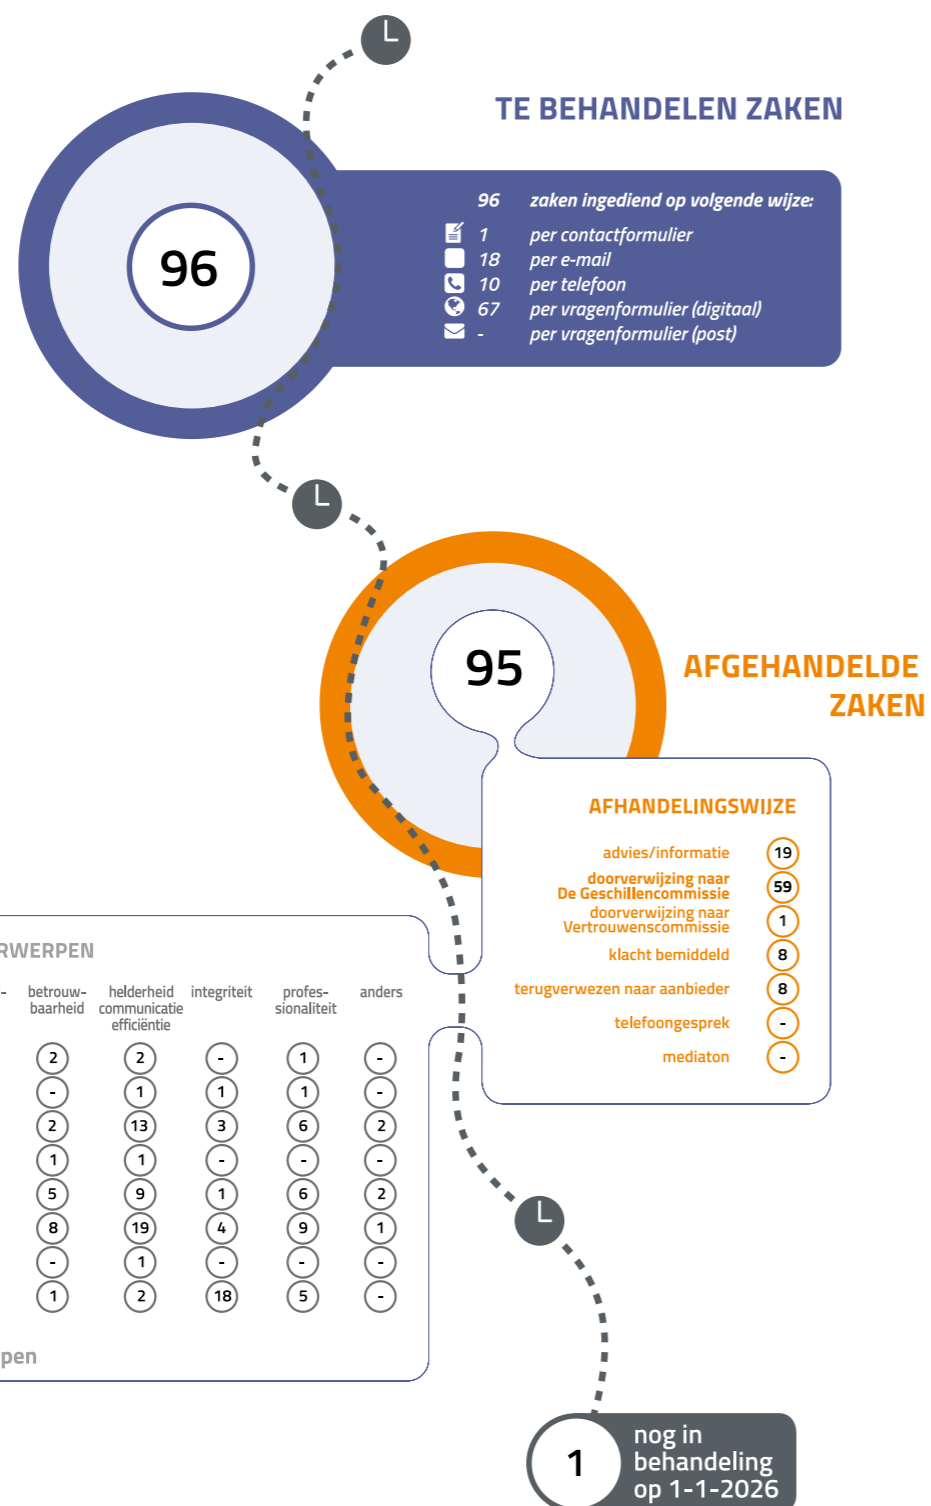 TE BEHANDELEN ZAKEN
96
96 zaken ingediend op volgende wijze:
1 per contactformulier
18 per e-mail
10 per telefoon
67 per vragenformulier (digitaal)
- per vragenformulier (post)
95
AFGEHANDELDE
ZAKEN
AFHANDELINGSWIJZE
advies/informatie 19
doorverwijzing naar
De Geschillencommissie 59
doorverwijzing naar
Vertrouwenscommissie 1
klacht bemiddeld 8
terugverwezen naar aanbieder 8
telefoongesprek -
mediaton -
RWERPEN
- betrouw- helderheid integriteit profes- anders
baarheid communicatie sionaliteit
efficiëntie
2 2 - 1 -
- 1 1 1 -
2 13 3 6 2
1 1 - - -
5 9 1 6 2
8 19 4 9 1
- 1 - - -
1 2 18 5 -
pen
1
nog in
behandeling
op 1-1-2026